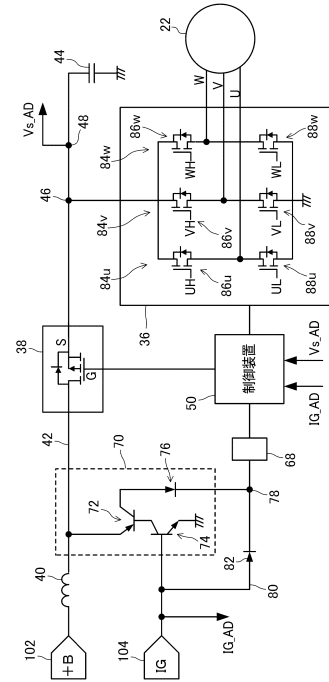 102
+B
40
42
38
S
G
46
48
Vs_AD
44
22
W
V
U
36
84u
84v
84w
86w
86v
86u
88u
88v
88w
UH
VH
WH
UL
VL
WL
70
72
74
76
78
80
82
68
50
制御装置
IG_AD
Vs_AD
104
IG
IG_AD